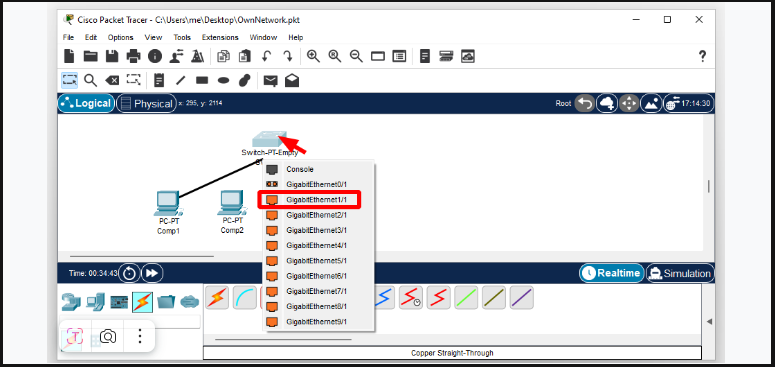 Cisco Packet Tracer - C:\Users\me\Desktop\OwnNetwork.pkt
File Edit Options View Tools Extensions Window Help
?
Logical Physical x: 295, y: 2114 Root 17:14:30
Switch-PT-Empty
Console
GigabitEthernet0/1
GigabitEthernet1/1
GigabitEthernet2/1
GigabitEthernet3/1
GigabitEthernet4/1
GigabitEthernet5/1
GigabitEthernet6/1
GigabitEthernet7/1
GigabitEthernet8/1
GigabitEthernet9/1
PC-PT
Comp1
PC-PT
Comp2
Time: 00:34:43 Realtime Simulation
T
Copper Straight-Through